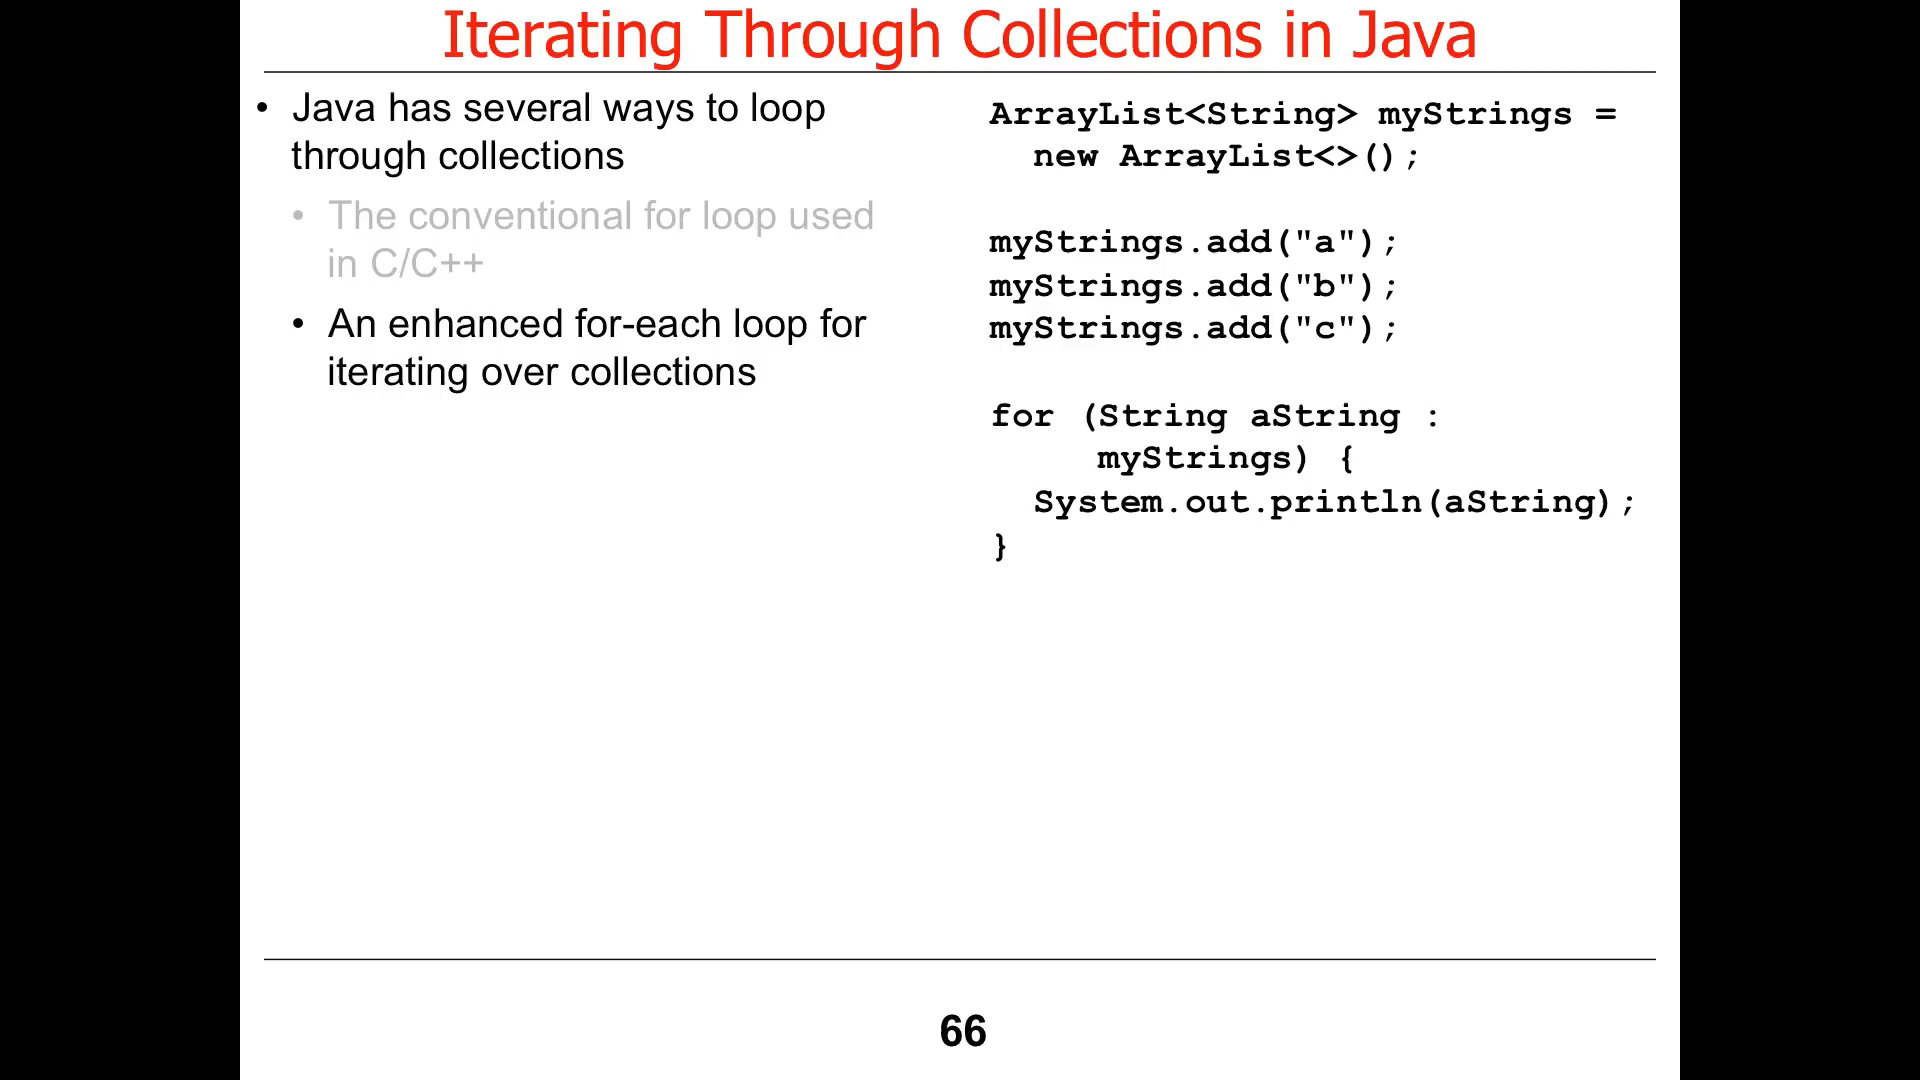 Iterating Through Collections in Java
• Java has several ways to loop
through collections
• The conventional for loop used
in C/C++
• An enhanced for-each loop for
iterating over collections
ArrayList<String> myStrings =
  new ArrayList<>();
myStrings.add("a");
myStrings.add("b");
myStrings.add("c");
for (String aString :
     myStrings) {
  System.out.println(aString);
}
66